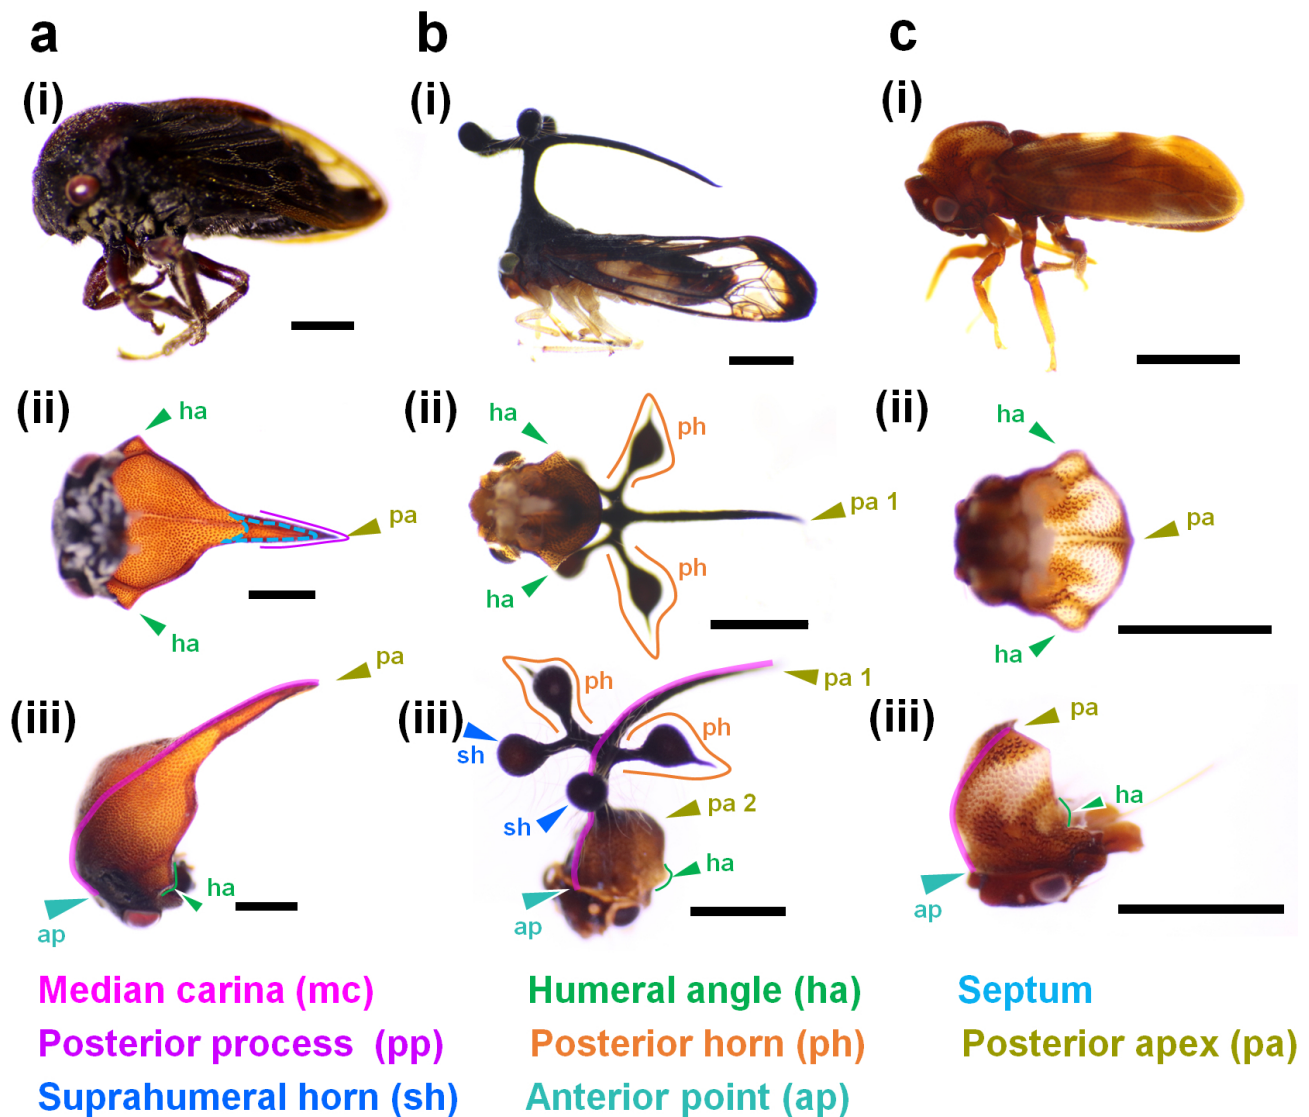 a b c
(i) (i) (i)
(ii) (ii) (ii)
ha ha ha
ph
pa pa 1 pa
ph
ha ha ha
(iii) (iii) (iii)
pa ph pa 1 pa
sh ph
pa 2
sh
ha ha ha
ap ap ap
Median carina (mc) Humeral angle (ha) Septum
Posterior process (pp) Posterior horn (ph) Posterior apex (pa)
Suprahumeral horn (sh) Anterior point (ap)